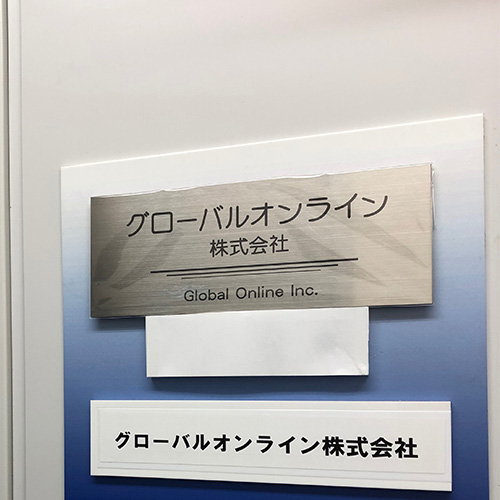 グローバルオンライン
株式会社
Global Online Inc.
グローバルオンライン株式会社